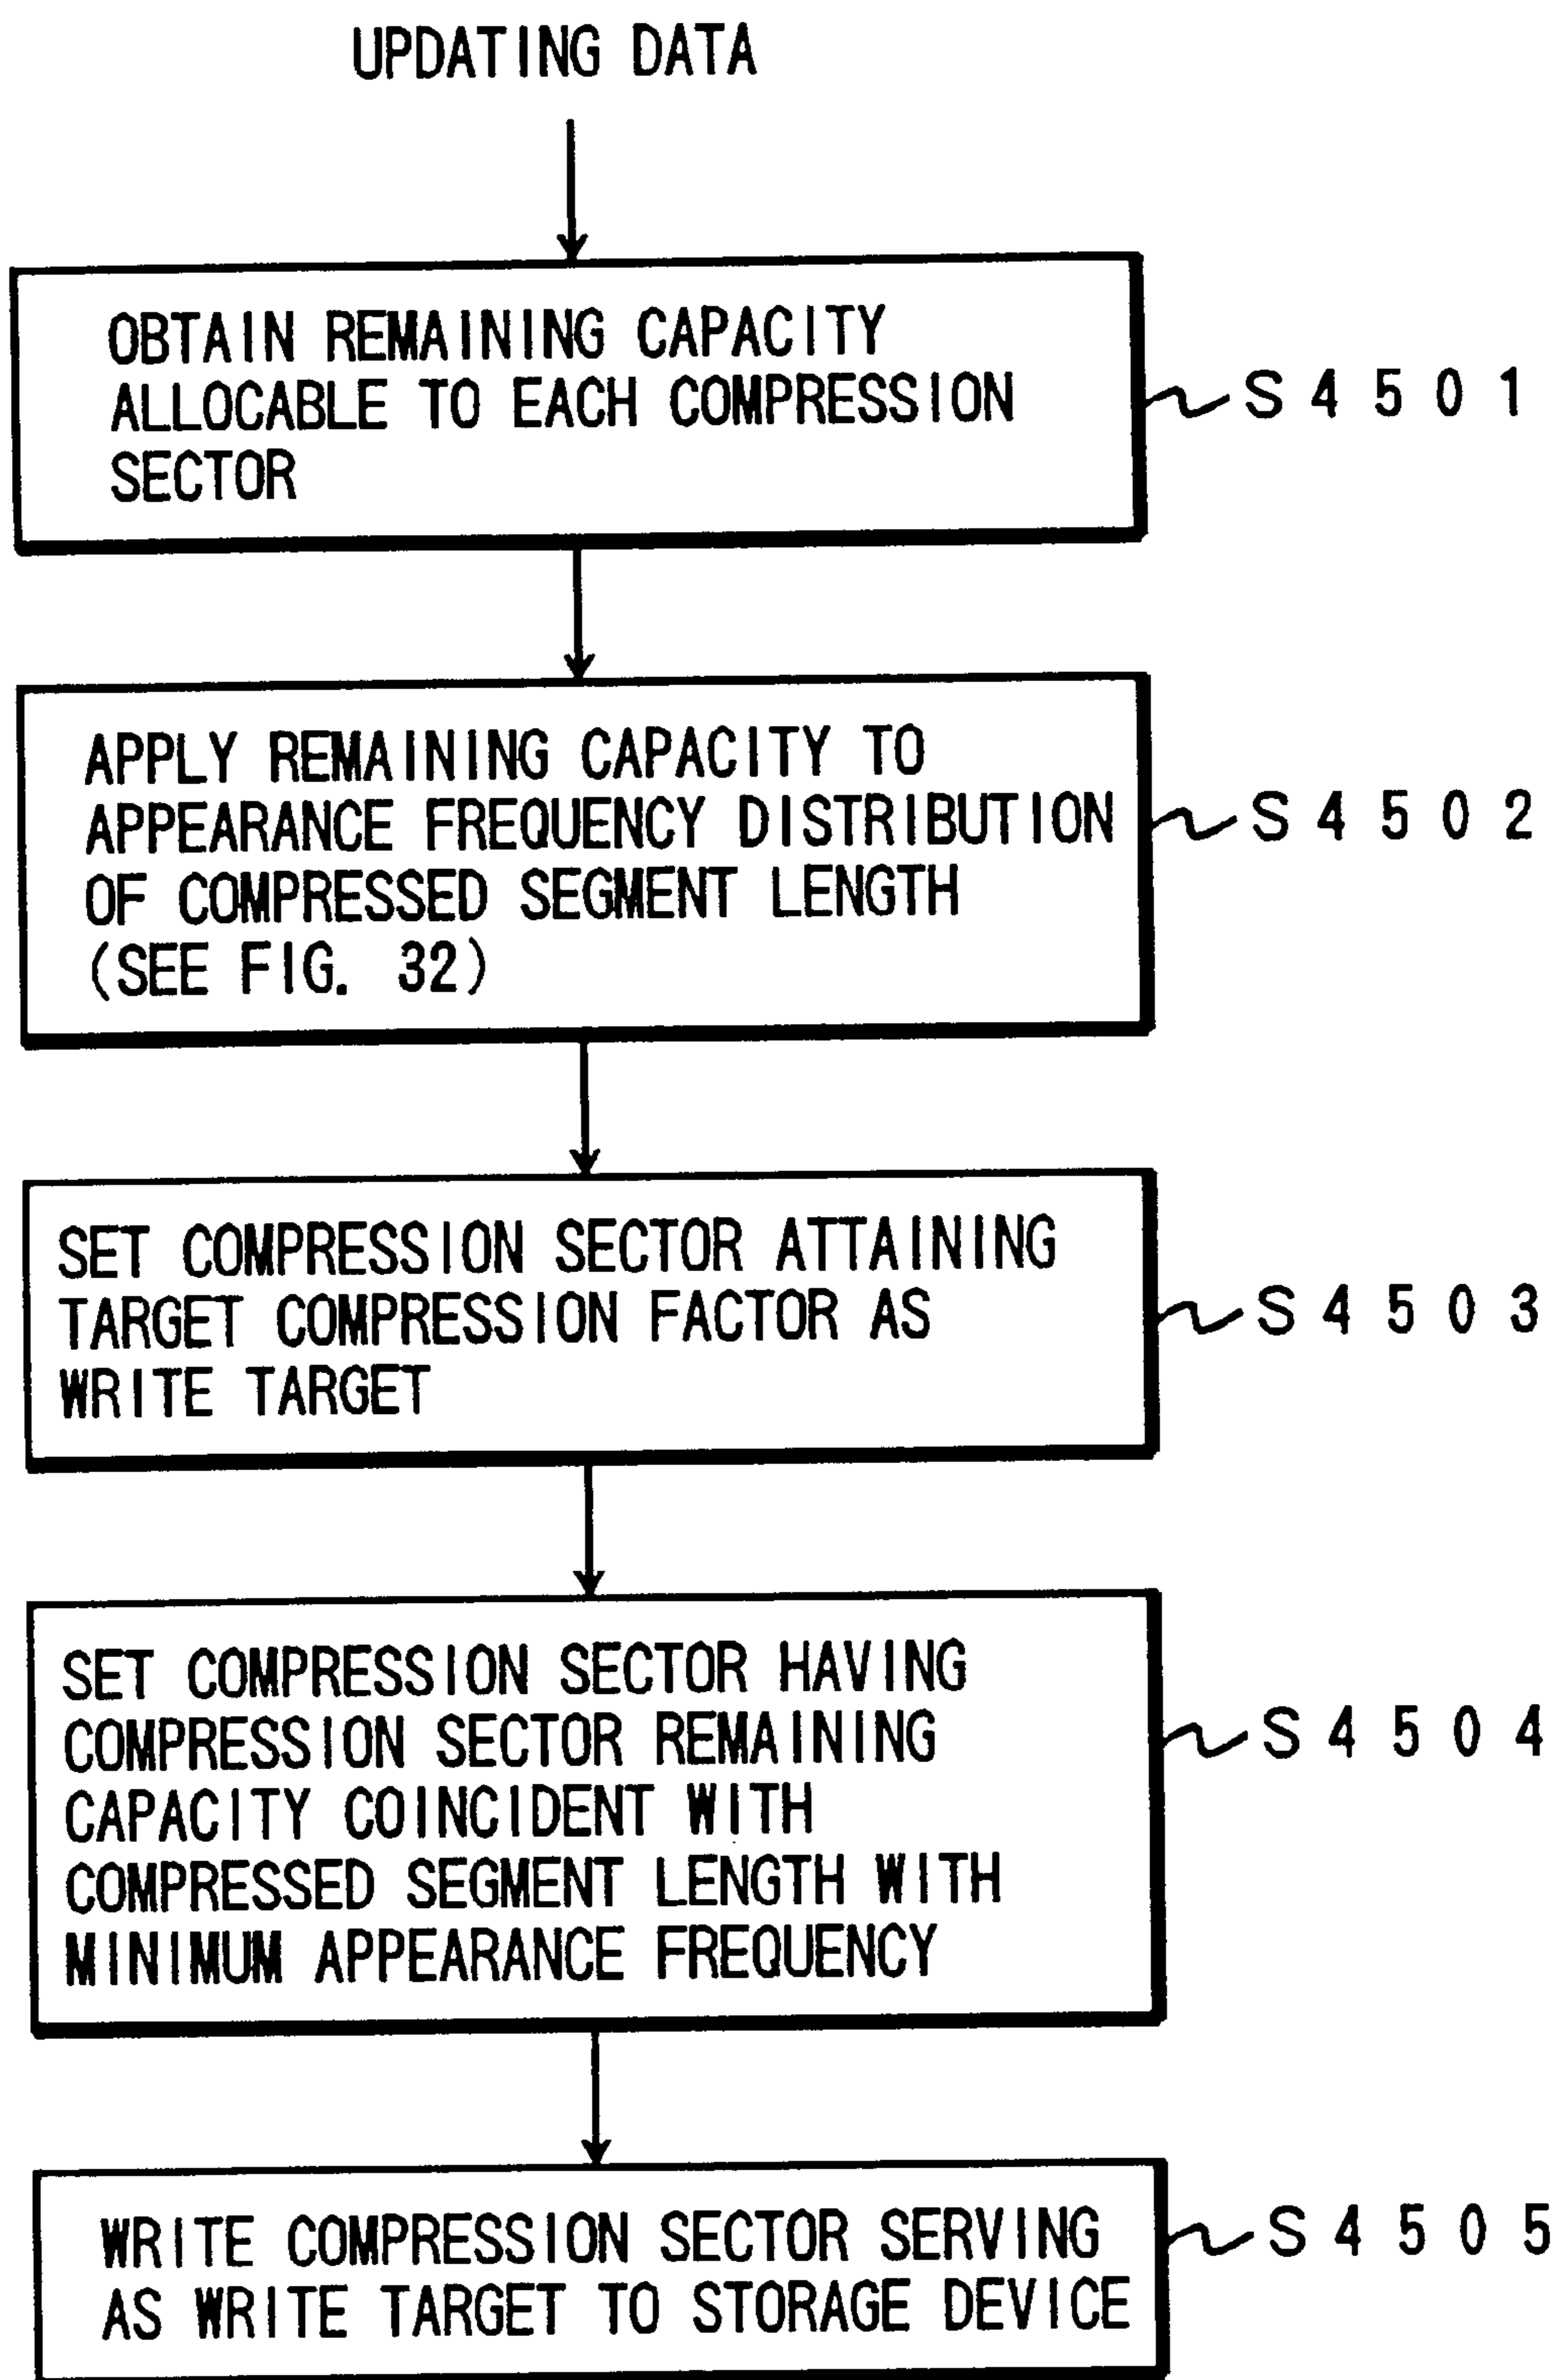 UPDATING DATA
OBTAIN REMAINING CAPACITY
ALLOCABLE TO EACH COMPRESSION
SECTOR
S4501
APPLY REMAINING CAPACITY TO
APPEARANCE FREQUENCY DISTRIBUTION
OF COMPRESSED SEGMENT LENGTH
(SEE FIG. 32)
S4502
SET COMPRESSION SECTOR ATTAINING
TARGET COMPRESSION FACTOR AS
WRITE TARGET
S4503
SET COMPRESSION SECTOR HAVING
COMPRESSION SECTOR REMAINING
CAPACITY COINCIDENT WITH
COMPRESSED SEGMENT LENGTH WITH
MINIMUM APPEARANCE FREQUENCY
S4504
WRITE COMPRESSION SECTOR SERVING
AS WRITE TARGET TO STORAGE DEVICE
S4505